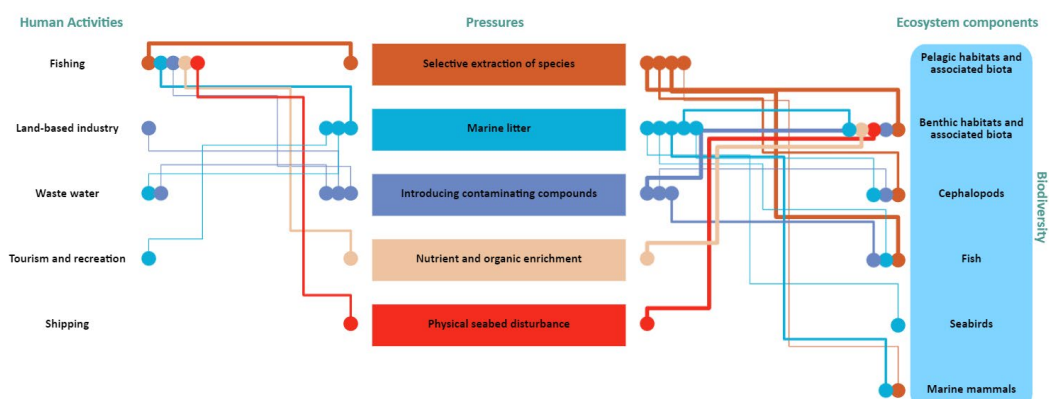 Human Activities
Pressures
Ecosystem components
Fishing
Selective extraction of species
Pelagic habitats and
associated biota
Land-based industry
Marine litter
Benthic habitats and
associated biota
Waste water
Introducing contaminating compounds
Cephalopods
Tourism and recreation
Nutrient and organic enrichment
Fish
Shipping
Physical seabed disturbance
Seabirds
Marine mammals
Biodiversity